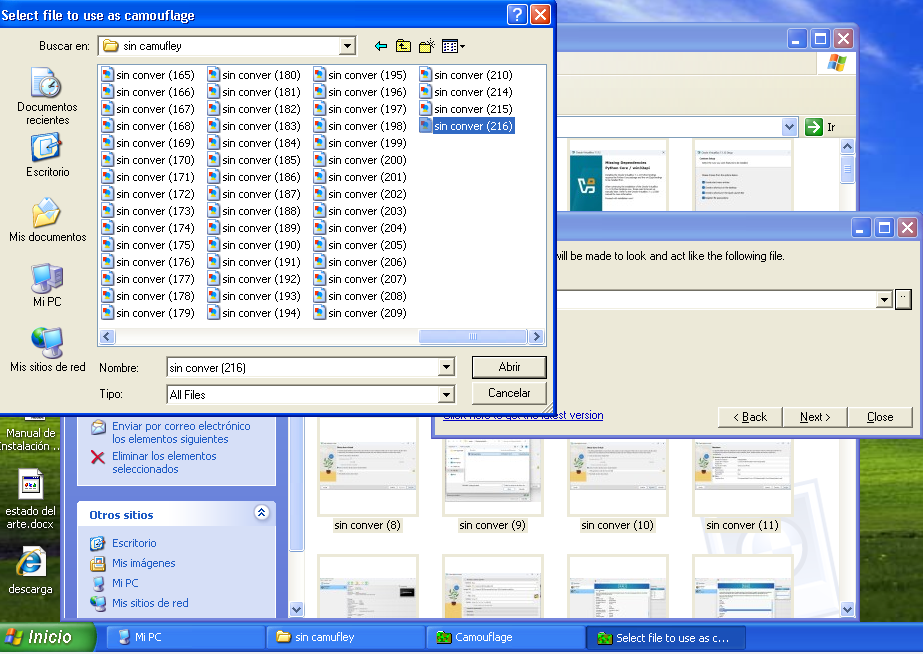 Select file to use as camouflage
Buscar en:
sin camufley
Documentos
recientes
Escritorio
Mis documentos
Mi PC
Mis sitios de red
sin conver (165)
sin conver (166)
sin conver (167)
sin conver (168)
sin conver (169)
sin conver (170)
sin conver (171)
sin conver (172)
sin conver (173)
sin conver (174)
sin conver (175)
sin conver (176)
sin conver (177)
sin conver (178)
sin conver (179)
sin conver (180)
sin conver (181)
sin conver (182)
sin conver (183)
sin conver (184)
sin conver (185)
sin conver (186)
sin conver (187)
sin conver (188)
sin conver (189)
sin conver (190)
sin conver (191)
sin conver (192)
sin conver (193)
sin conver (194)
sin conver (195)
sin conver (196)
sin conver (197)
sin conver (198)
sin conver (199)
sin conver (200)
sin conver (201)
sin conver (202)
sin conver (203)
sin conver (204)
sin conver (205)
sin conver (206)
sin conver (207)
sin conver (208)
sin conver (209)
sin conver (210)
sin conver (214)
sin conver (215)
sin conver (216)
Nombre:
sin conver (216)
Abrir
Tipo:
All Files
Cancelar
Ir
Missing Dependencies
Python Core / win32api
will be made to look and act like the following file.
..
Click here to get the latest version
< Back
Next >
Close
Manual de
Instalación ...
estado del
arte.docx
descarga
Enviar por correo electrónico
los elementos siguientes
Eliminar los elementos
seleccionados
Otros sitios
Escritorio
Mis imágenes
Mi PC
Mis sitios de red
sin conver (8)
sin conver (9)
sin conver (10)
sin conver (11)
Inicio
Mi PC
sin camufley
Camouflage
Select file to use as c...